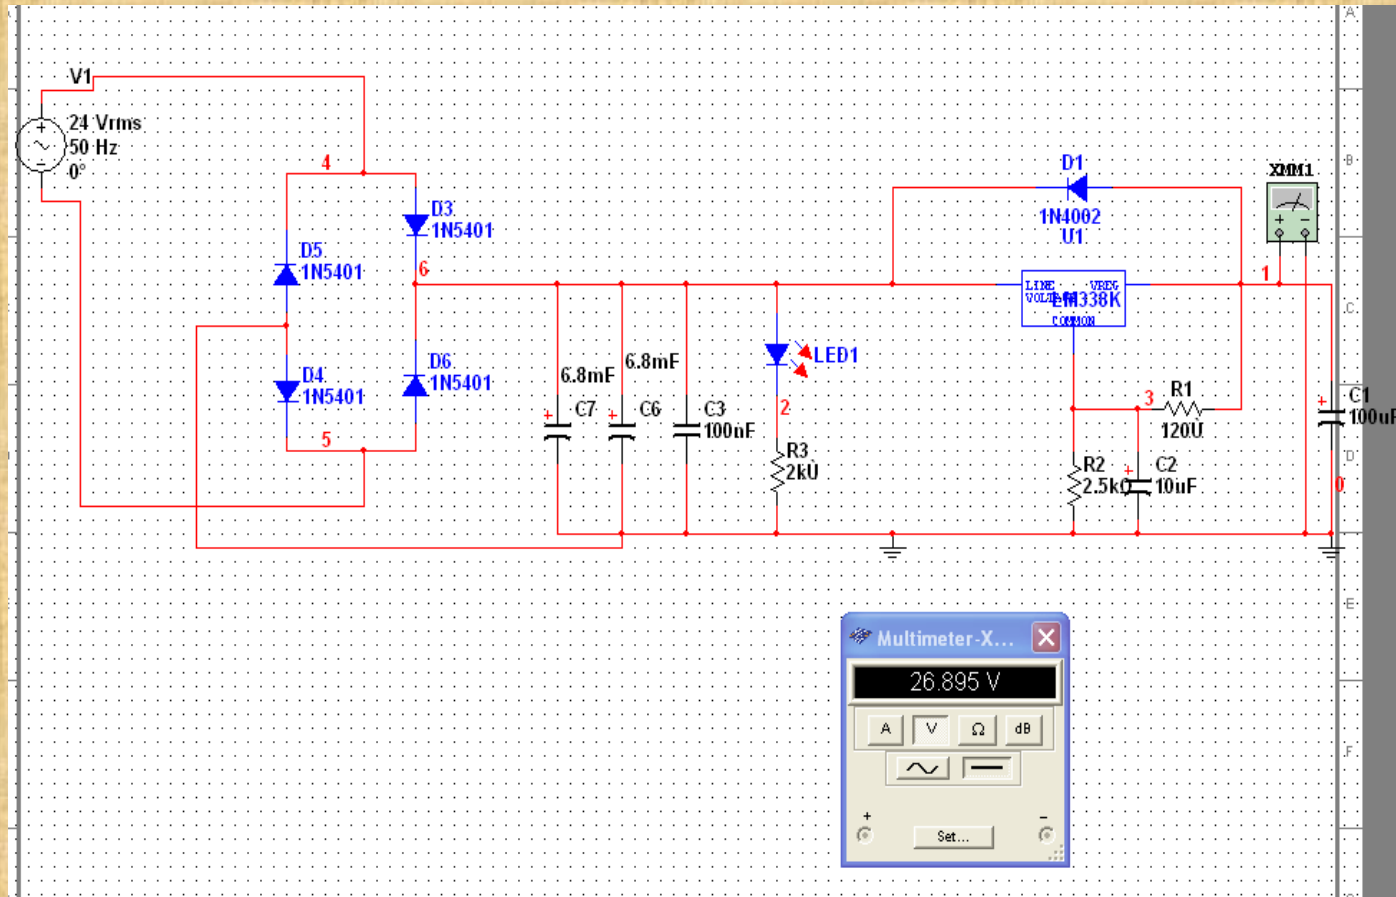 A
V1
24 Vrms
50 Hz
0°
4
B
D1
XMM1
D3
1N5401
1N4002
U1
D5
1N5401
6
1
LINE VREG
VOLTAGE
LM338K
COMMON
C
D4
1N5401
D6
1N5401
6.8mF
6.8mF
LED1
3
R1
120Ù
C1
100uF
C7
C6
C3
100nF
2
5
R3
2kÙ
R2
2.5kΩ
C2
10uF
D
0
E
Multimeter-X...
26.895 V
A V Ω dB
F
+ −
Set...